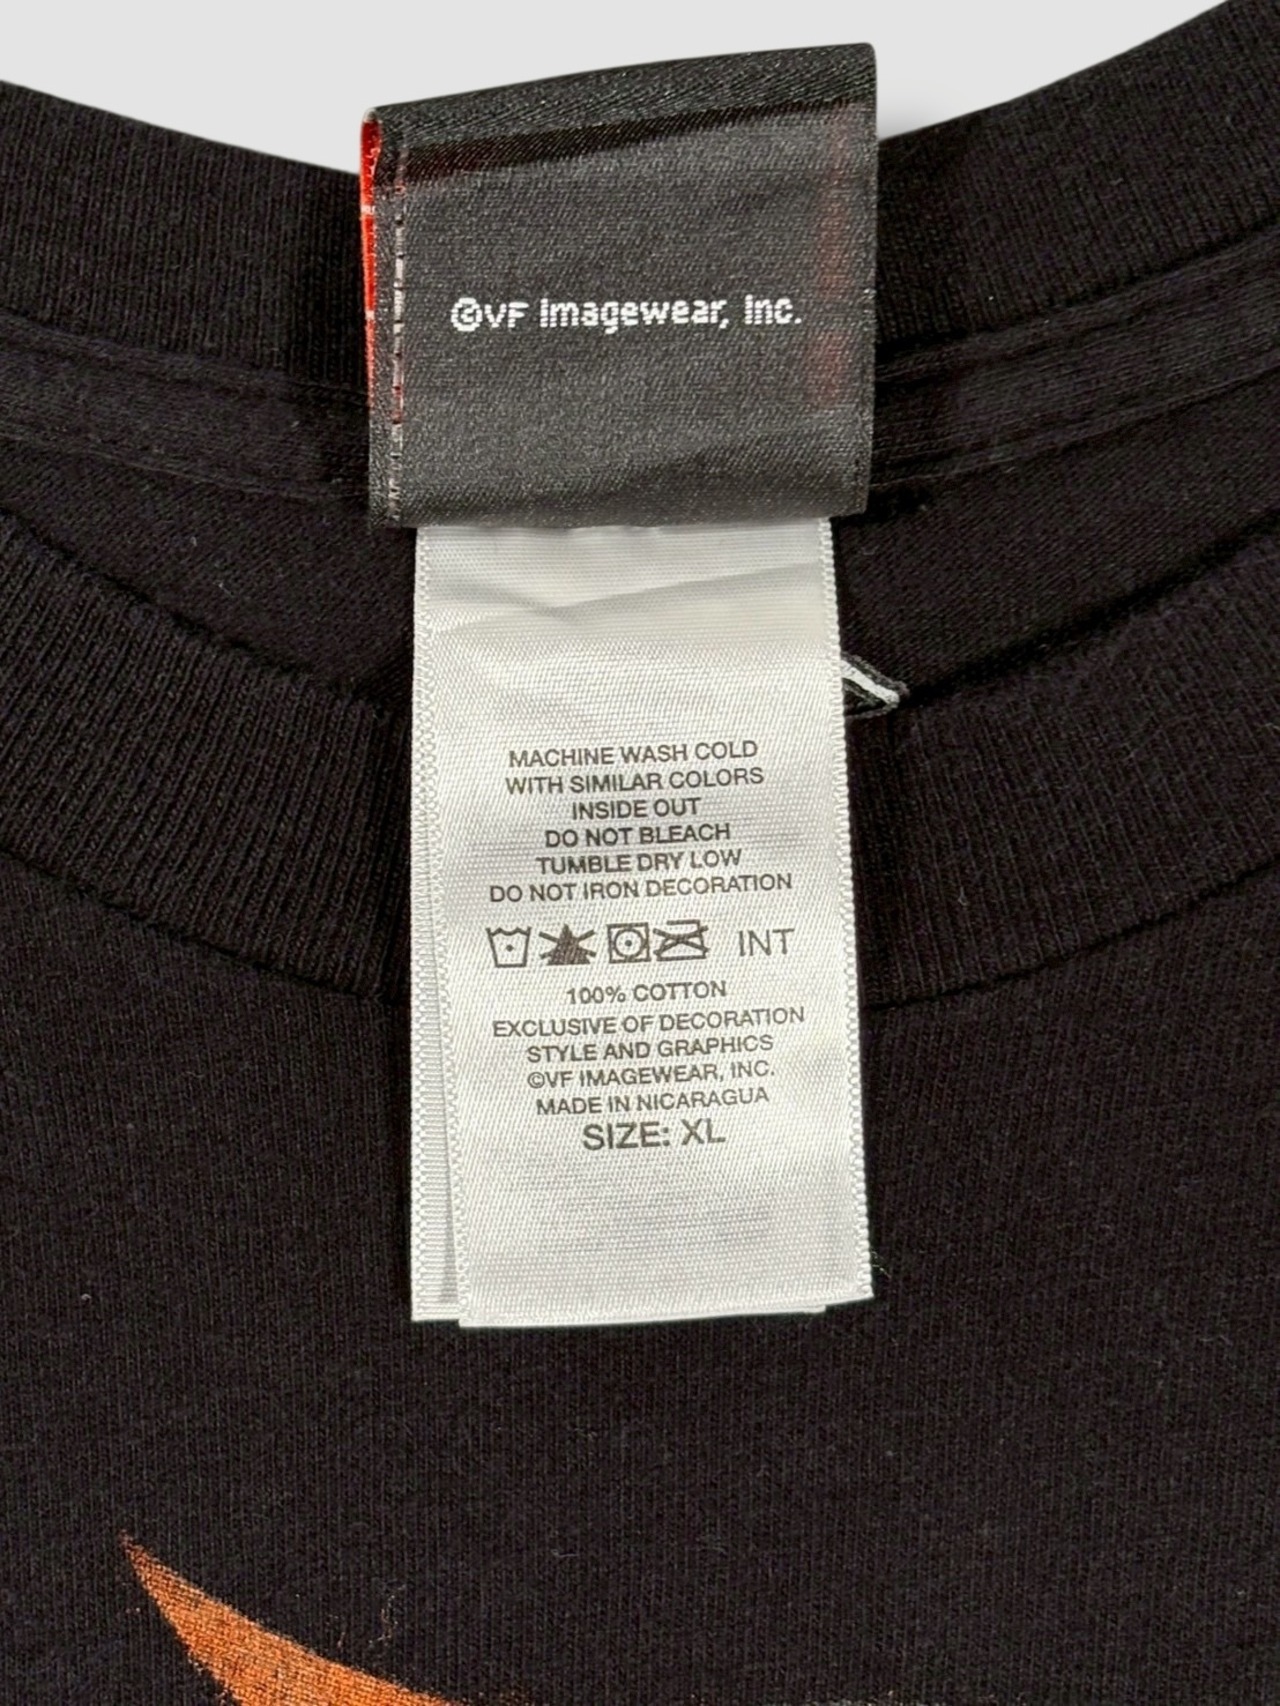 ©VF Imagewear, Inc.
MACHINE WASH COLD
WITH SIMILAR COLORS
INSIDE OUT
DO NOT BLEACH
TUMBLE DRY LOW
DO NOT IRON DECORATION
INT
100% COTTON
EXCLUSIVE OF DECORATION
STYLE AND GRAPHICS
©VF IMAGEWEAR, INC.
MADE IN NICARAGUA
SIZE: XL